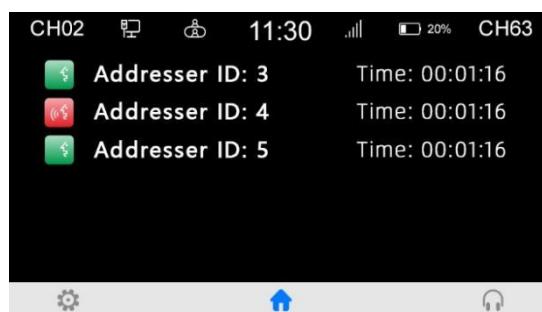 CH02 11:30 20% CH63
Addresser ID: 3 Time: 00:01:16
Addresser ID: 4 Time: 00:01:16
Addresser ID: 5 Time: 00:01:16